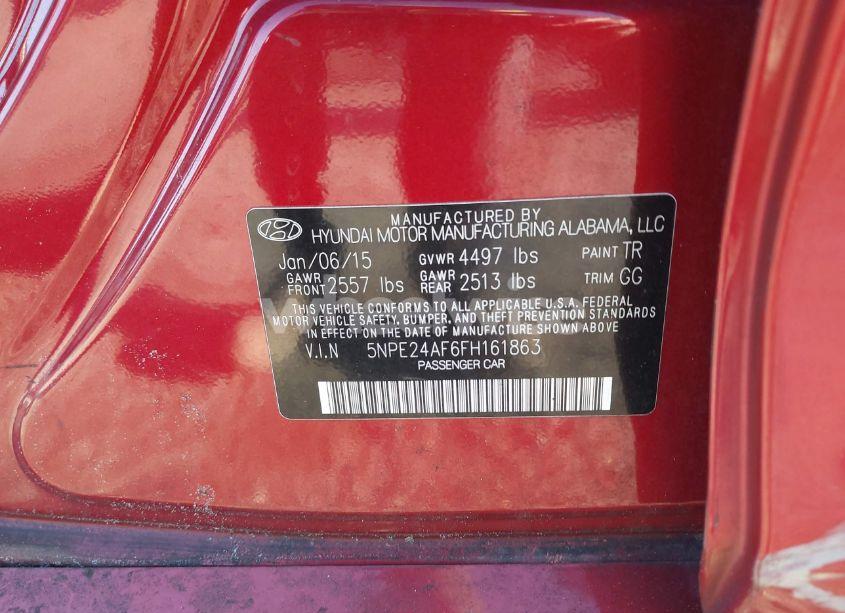 MANUFACTURED BY
HYUNDAI MOTOR MANUFACTURING ALABAMA, LLC
Jan/06/15 GVWR 4497 lbs PAINT TR
GAWR FRONT 2557 lbs GAWR REAR 2513 lbs TRIM GG
THIS VEHICLE CONFORMS TO ALL APPLICABLE U.S.A. FEDERAL
MOTOR VEHICLE SAFETY, BUMPER, AND THEFT PREVENTION STANDARDS
IN EFFECT ON THE DATE OF MANUFACTURE SHOWN ABOVE
V.I.N 5NPE24AF6FH161863
PASSENGER CAR